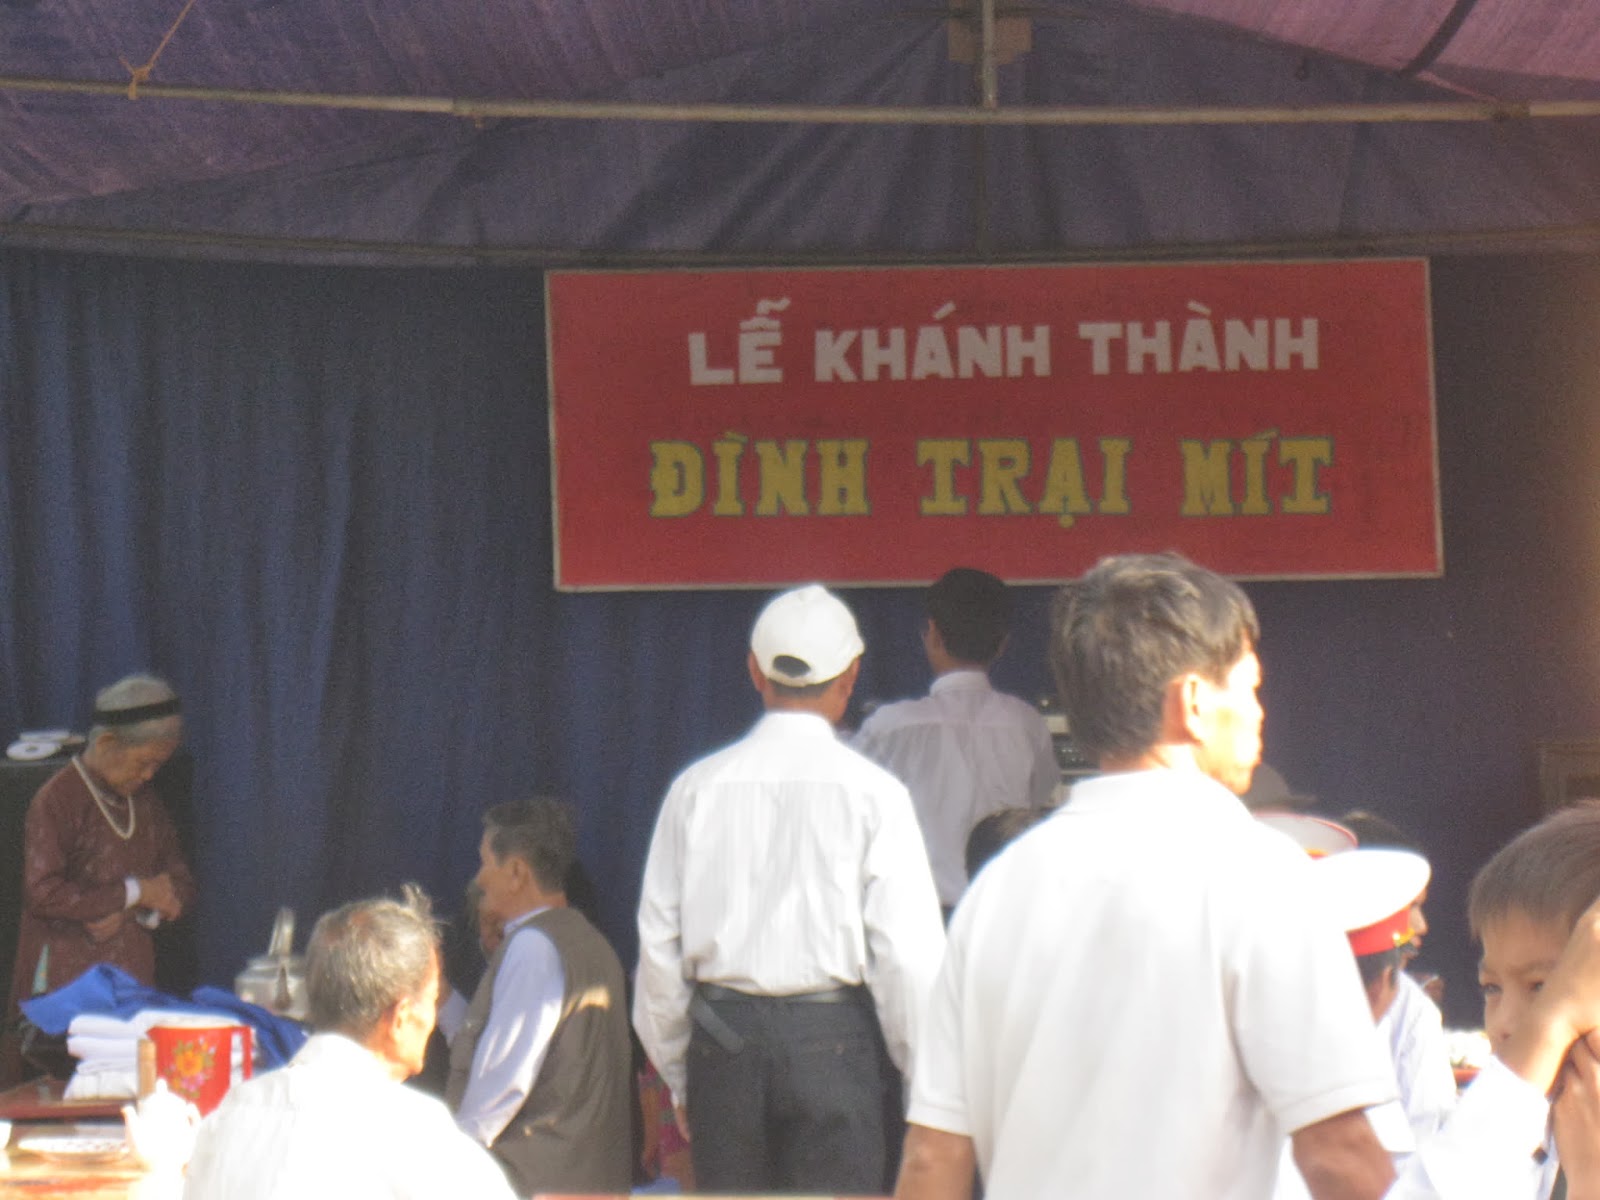 LỄ KHÁNH THÀNH
ĐÌNH TRẠI MÍT